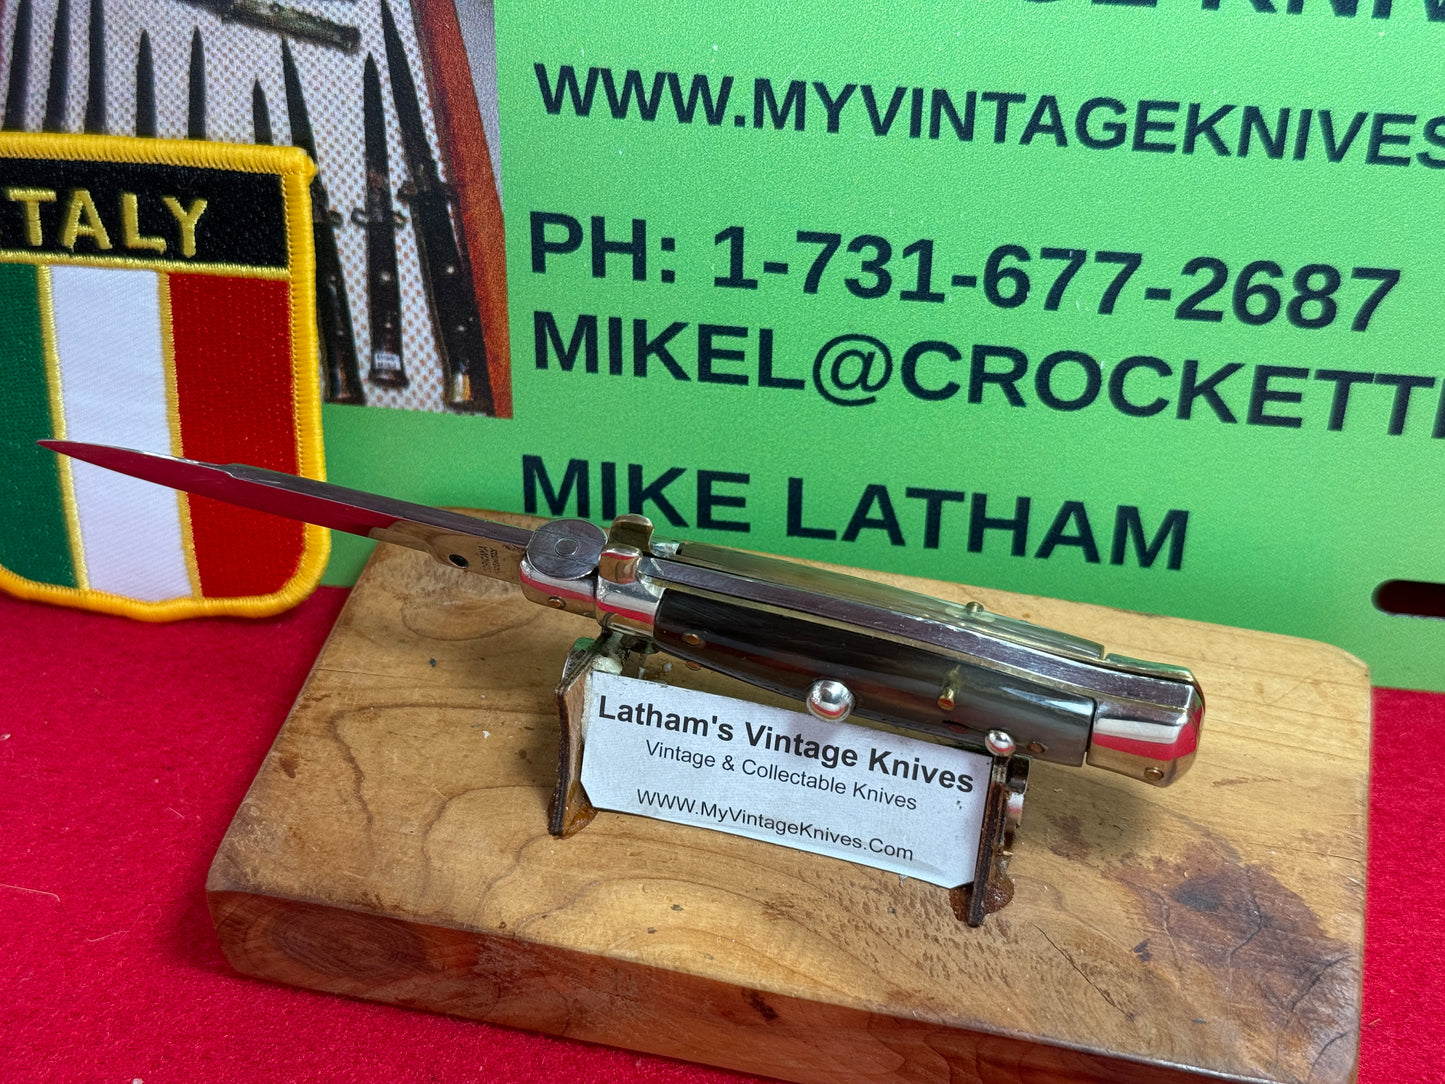 WWW.MYVINTAGEKNIVES
PH: 1-731-677-2687
MIKEL@CROCKETT
MIKE LATHAM
ITALY
Latham's Vintage Knives
Vintage & Collectable Knives
WWW.MyVintageKnives.Com